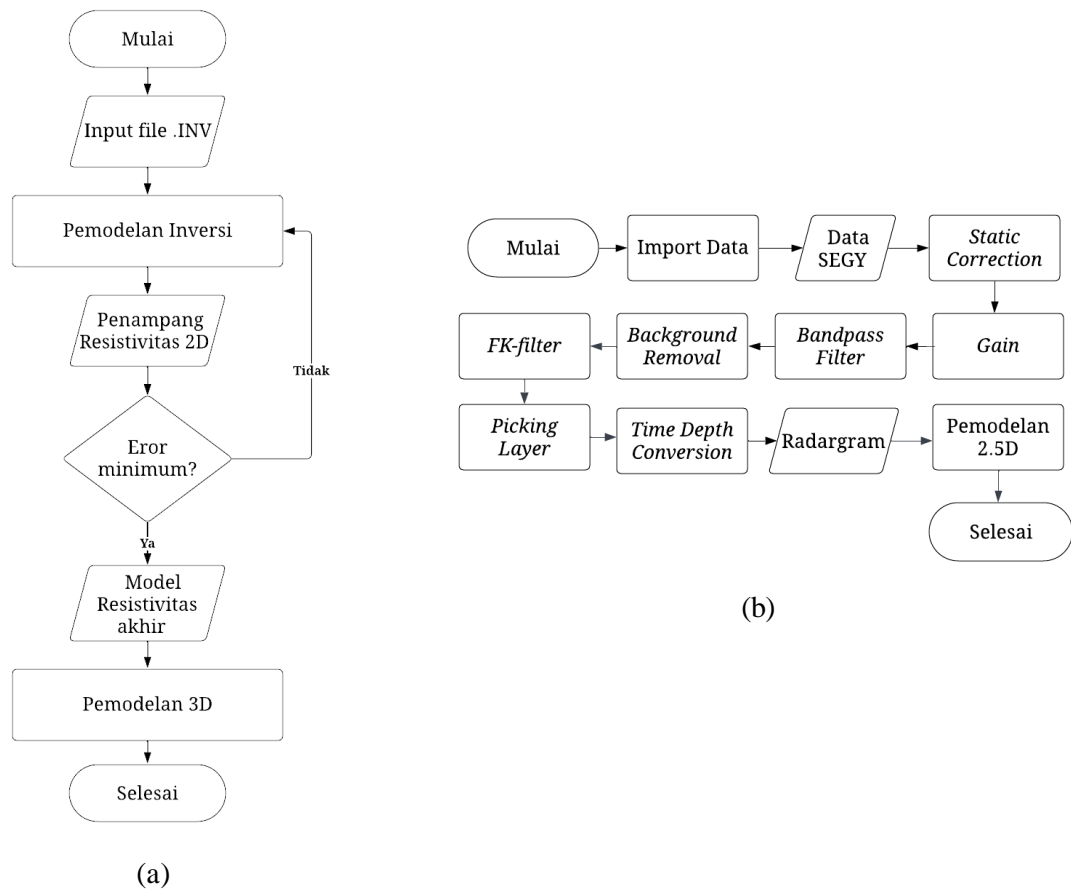 Mulai
Input file .INV
Pemodelan Inversi
Penampang
Resistivitas 2D
Tidak
Eror
minimum?
Ya
Model
Resistivitas
akhir
Pemodelan 3D
Selesai
(a)
Mulai
Import Data
Data
SEGY
Static
Correction
Gain
Bandpass
Filter
Background
Removal
FK-filter
Picking
Layer
Time Depth
Conversion
Radargram
Pemodelan
2.5D
Selesai
(b)